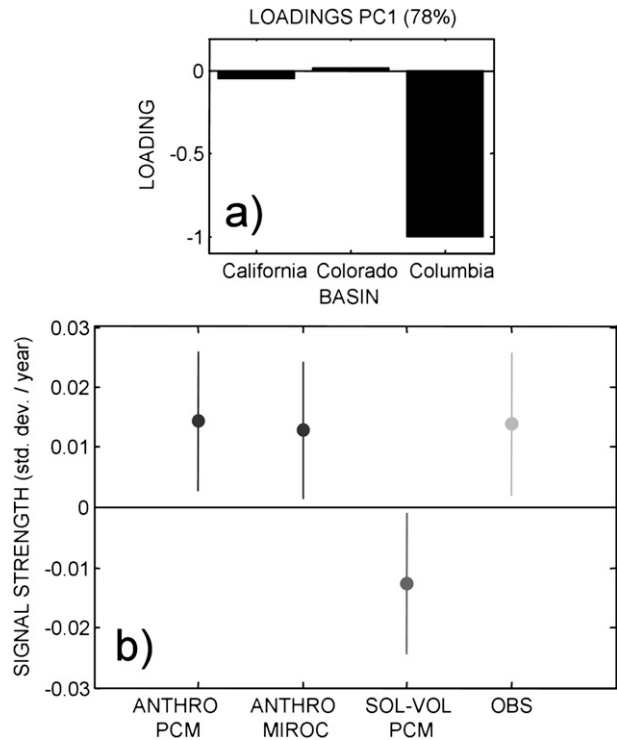 LOADINGS PC1 (78%)
0
-0.5
-1
LOADING
a)
California Colorado Columbia
BASIN
0.03
0.02
0.01
0
-0.01
-0.02
-0.03
SIGNAL STRENGTH (std. dev. / year)
b)
ANTHRO ANTHRO SOL-VOL OBS
PCM MIROC PCM